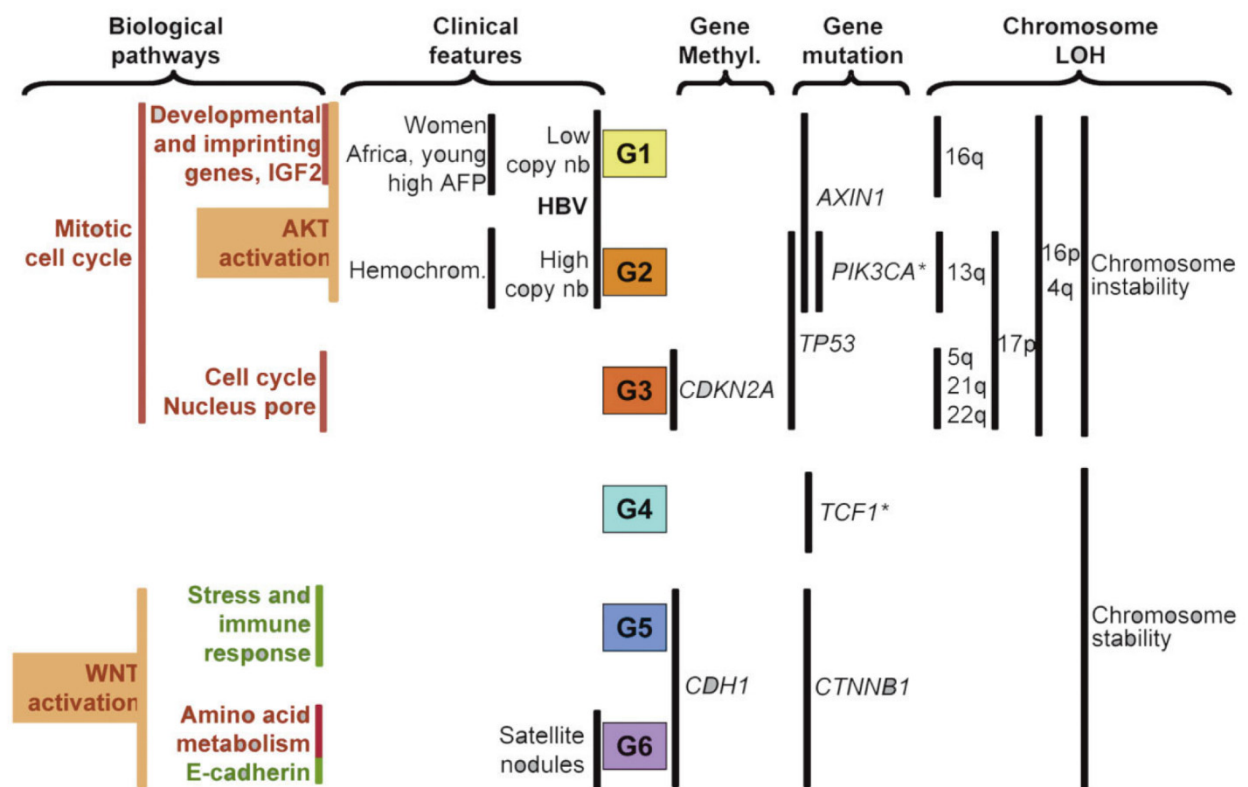 Biological
pathways
Clinical
features
Gene
Methyl.
Gene
mutation
Chromosome
LOH
Developmental
and imprinting
genes, IGF2
Mitotic
cell cycle
AKT
activation
Women
Africa, young
high AFP
Low
copy nb
HBV
Hemochrom.
High
copy nb
G1
G2
AXIN1
PIK3CA*
TP53
16q
13q
17p
16p
4q
Chromosome
instability
Cell cycle
Nucleus pore
G3
CDKN2A
5q
21q
22q
G4
TCF1*
Stress and
immune
response
G5
WNT
activation
CDH1
CTNNB1
Chromosome
stability
Amino acid
metabolism
E-cadherin
Satellite
nodules
G6